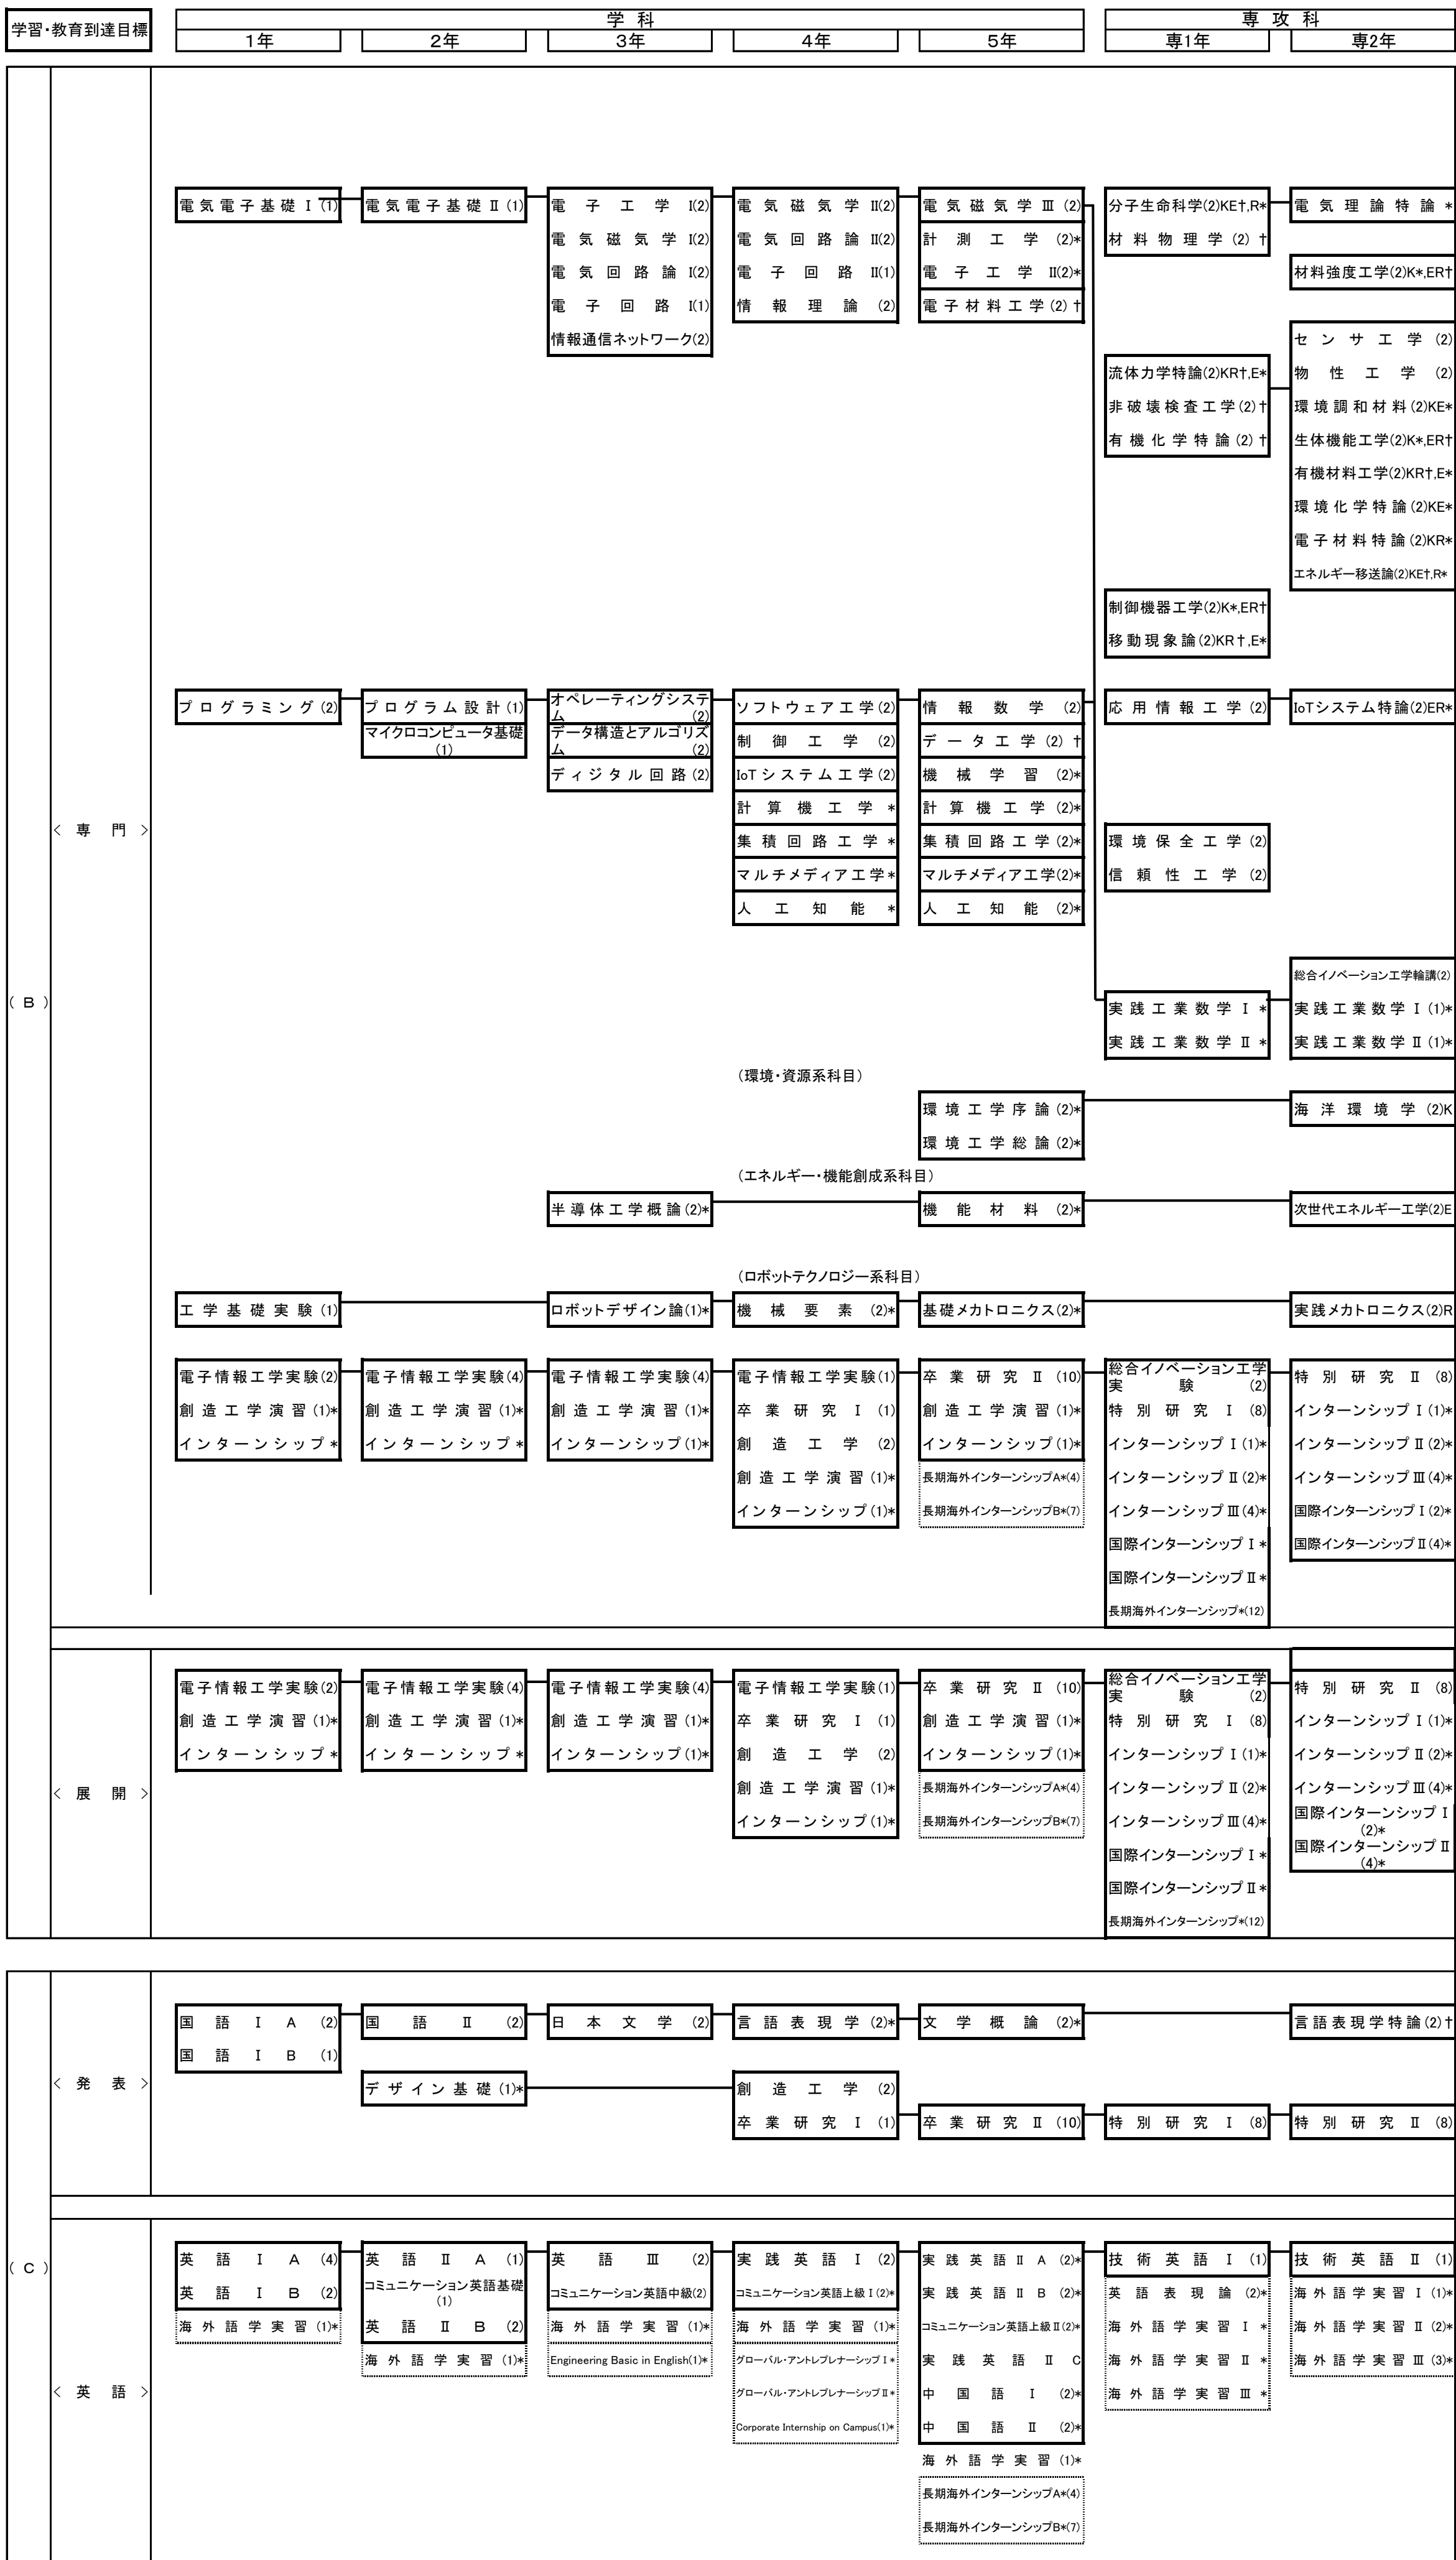 学習・教育到達目標
学科
専攻科
1年 2年 3年 4年 5年 専1年 専2年
電気電子基礎Ⅰ(1) 電気電子基礎Ⅱ(1) 電子工学Ⅰ(2) 電気磁気学Ⅱ(2) 電気磁気学Ⅲ(2) 分子生命科学(2)KE†,R* 電気理論特論*
電気磁気学Ⅰ(2) 電気回路論Ⅱ(2) 計測工学(2)* 材料物理学(2)†
電気回路論Ⅰ(2) 電子回路Ⅱ(1) 電子工学Ⅱ(2)* 材料強度工学(2)K*,ER†
電子回路Ⅰ(1) 情報理論(2) 電子材料工学(2)†
情報通信ネットワーク(2) センサ工学(2)
流体力学特論(2)KR†,E* 物性工学(2)
非破壊検査工学(2)† 環境調和材料(2)KE*
有機化学特論(2)† 生体機能工学(2)K*,ER†
有機材料工学(2)KR†,E*
環境化学特論(2)KE*
電子材料特論(2)KR*
エネルギー移送論(2)KE†,R*
制御機器工学(2)K*,ER†
移動現象論(2)KR†,E*
プログラミング(2) プログラム設計(1) オペレーティングシステム(2) ソフトウェア工学(2) 情報数学(2) 応用情報工学(2) IoTシステム特論(2)ER*
マイクロコンピュータ基礎(1) データ構造とアルゴリズム(2) 制御工学(2) データ工学(2)†
ディジタル回路(2) IoTシステム工学(2) 機械学習(2)*
計算機工学* 計算機工学(2)*
<専門>
集積回路工学* 集積回路工学(2)* 環境保全工学(2)
マルチメディア工学* マルチメディア工学(2)* 信頼性工学(2)
人工知能* 人工知能(2)*
総合イノベーション工学輪講(2)
(B)
実践工業数学Ⅰ* 実践工業数学Ⅰ(1)*
実践工業数学Ⅱ* 実践工業数学Ⅱ(1)*
(環境・資源系科目)
環境工学序論(2)* 海洋環境学(2)K
環境工学総論(2)*
(エネルギー・機能創成系科目)
半導体工学概論(2)* 機能材料(2)* 次世代エネルギー工学(2)E
(ロボットテクノロジー系科目)
工学基礎実験(1) ロボットデザイン論(1)* 機械要素(2)* 基礎メカトロニクス(2)* 実践メカトロニクス(2)R
電子情報工学実験(2) 電子情報工学実験(4) 電子情報工学実験(4) 電子情報工学実験(1) 卒業研究Ⅱ(10) 総合イノベーション工学実験(2) 特別研究Ⅱ(8)
創造工学演習(1)* 創造工学演習(1)* 創造工学演習(1)* 卒業研究Ⅰ(1) 創造工学演習(1)* 特別研究Ⅰ(8) インターンシップⅠ(1)*
インターンシップ* インターンシップ* インターンシップ(1)* 創造工学(2) インターンシップ(1)* インターンシップⅠ(1)* インターンシップⅡ(2)*
創造工学演習(1)* 長期海外インターンシップA*(4) インターンシップⅡ(2)* インターンシップⅢ(4)*
インターンシップ(1)* 長期海外インターンシップB*(7) インターンシップⅢ(4)* 国際インターンシップⅠ(2)*
国際インターンシップⅠ* 国際インターンシップⅡ(4)*
国際インターンシップⅡ*
長期海外インターンシップ*(12)
電子情報工学実験(2) 電子情報工学実験(4) 電子情報工学実験(4) 電子情報工学実験(1) 卒業研究Ⅱ(10) 総合イノベーション工学実験(2) 特別研究Ⅱ(8)
創造工学演習(1)* 創造工学演習(1)* 創造工学演習(1)* 卒業研究Ⅰ(1) 創造工学演習(1)* 特別研究Ⅰ(8) インターンシップⅠ(1)*
インターンシップ* インターンシップ* インターンシップ(1)* 創造工学(2) インターンシップ(1)* インターンシップⅠ(1)* インターンシップⅡ(2)*
<展開>
創造工学演習(1)* 長期海外インターンシップA*(4) インターンシップⅡ(2)* インターンシップⅢ(4)*
インターンシップ(1)* 長期海外インターンシップB*(7) インターンシップⅢ(4)* 国際インターンシップⅠ(2)*
国際インターンシップⅠ* 国際インターンシップⅡ(4)*
国際インターンシップⅡ*
長期海外インターンシップ*(12)
国語ⅠA(2) 国語Ⅱ(2) 日本文学(2) 言語表現学(2)* 文学概論(2)* 言語表現学特論(2)†
国語ⅠB(1)
<発表>
デザイン基礎(1)* 創造工学(2)
卒業研究Ⅰ(1) 卒業研究Ⅱ(10) 特別研究Ⅰ(8) 特別研究Ⅱ(8)
(C)
英語ⅠA(4) 英語ⅡA(1) 英語Ⅲ(2) 実践英語Ⅰ(2) 実践英語ⅡA(2)* 技術英語Ⅰ(1) 技術英語Ⅱ(1)
英語ⅠB(2) コミュニケーション英語基礎(1) コミュニケーション英語中級(2) コミュニケーション英語上級Ⅰ(2)* 実践英語ⅡB(2)* 英語表現論(2)* 海外語学実習Ⅰ(1)*
海外語学実習(1)* 英語ⅡB(2) 海外語学実習(1)* 海外語学実習(1)* コミュニケーション英語上級Ⅱ(2)* 海外語学実習Ⅰ* 海外語学実習Ⅱ(2)*
海外語学実習(1)* Engineering Basic in English(1)* グローバル・アントレプレナーシップⅠ* 実践英語ⅡC 海外語学実習Ⅱ* 海外語学実習Ⅲ(3)*
<英語>
グローバル・アントレプレナーシップⅡ* 中国語Ⅰ(2)* 海外語学実習Ⅲ*
Corporate Internship on Campus(1)* 中国語Ⅱ(2)*
海外語学実習(1)*
長期海外インターンシップA*(4)
長期海外インターンシップB*(7)